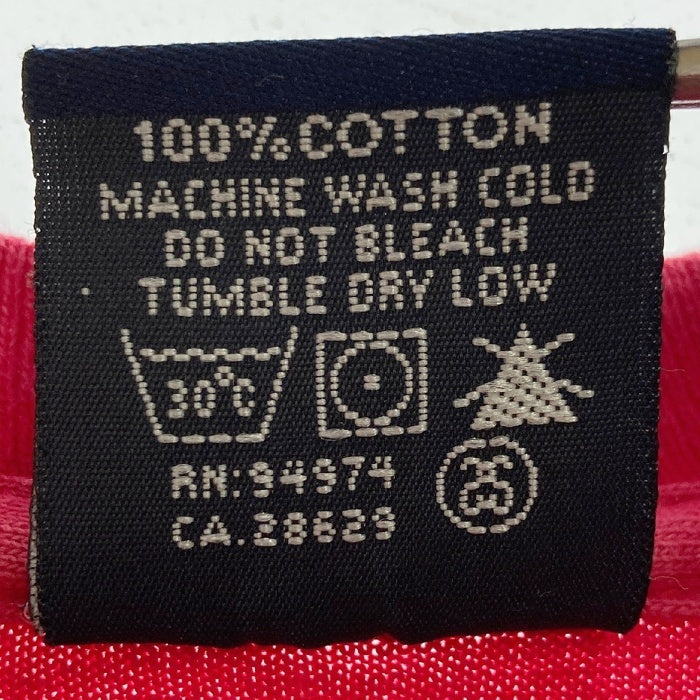 100% COTTON
MACHINE WASH COLD
DO NOT BLEACH
TUMBLE DRY LOW
30°C
RN:94974
CA.28629